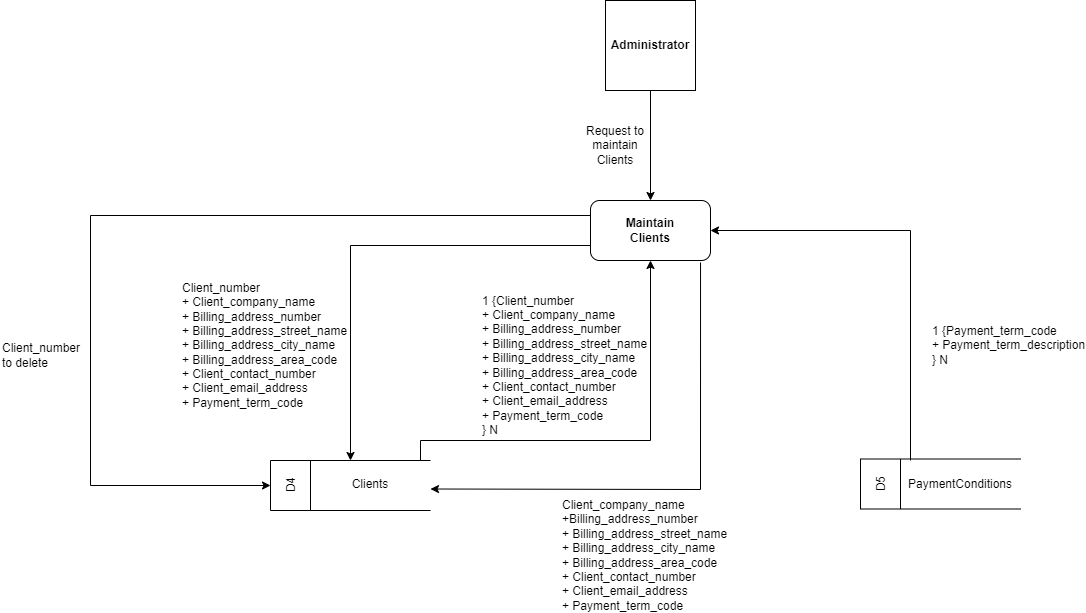 Administrator
Request to
maintain
Clients
Maintain
Clients
Client_number
+ Client_company_name
+ Billing_address_number
+ Billing_address_street_name
+ Billing_address_city_name
+ Billing_address_area_code
+ Client_contact_number
+ Client_email_address
+ Payment_term_code
1 {Client_number
+ Client_company_name
+ Billing_address_number
+ Billing_address_street_name
+ Billing_address_city_name
+ Billing_address_area_code
+ Client_contact_number
+ Client_email_address
+ Payment_term_code
} N
1 {Payment_term_code
+ Payment_term_description
} N
Client_number
to delete
D4
Clients
D5
PaymentConditions
Client_company_name
+Billing_address_number
+ Billing_address_street_name
+ Billing_address_city_name
+ Billing_address_area_code
+ Client_contact_number
+ Client_email_address
+ Payment_term_code